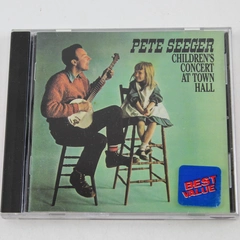 PETE SEEGER
CHILDREN'S
CONCERT
AT TOWN
HALL
BEST
VALUE